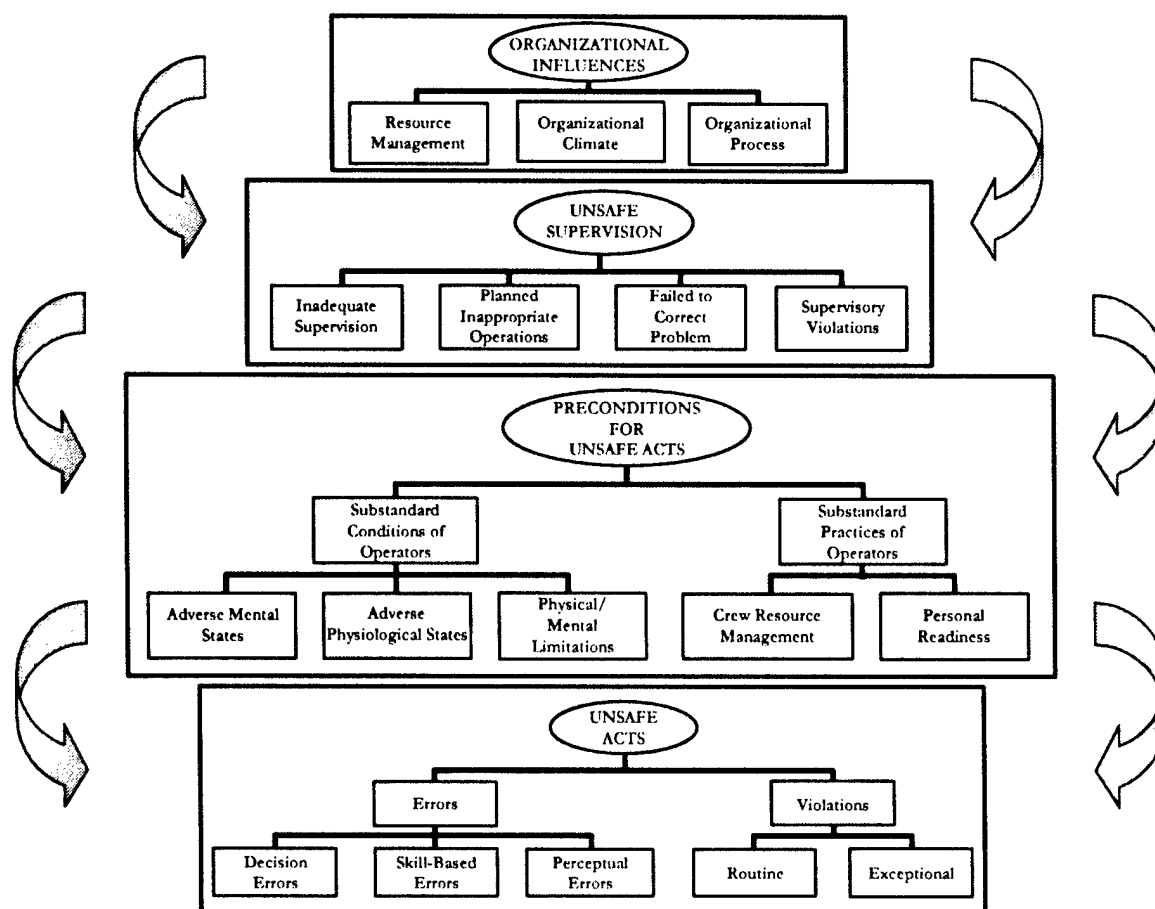 ORGANIZATIONAL
INFLUENCES
Resource
Management
Organizational
Climate
Organizational
Process
UNSAFE
SUPERVISION
Inadequate
Supervision
Planned
Inappropriate
Operations
Failed to
Correct
Problem
Supervisory
Violations
PRECONDITIONS
FOR
UNSAFE ACTS
Substandard
Conditions of
Operators
Substandard
Practices of
Operators
Adverse Mental
States
Adverse
Physiological States
Physical/
Mental
Limitations
Crew Resource
Management
Personal
Readiness
UNSAFE
ACTS
Errors
Violations
Decision
Errors
Skill-Based
Errors
Perceptual
Errors
Routine
Exceptional